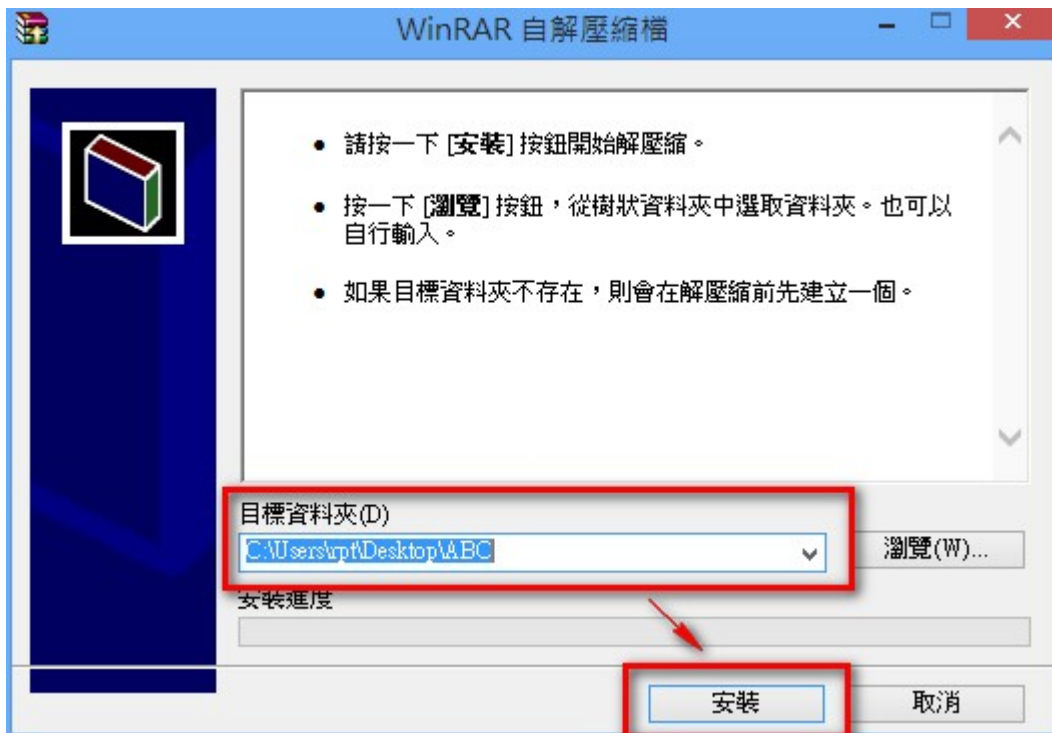 WinRAR 自解壓縮檔
請按一下 [安裝] 按鈕開始解壓縮。
按一下 [瀏覽] 按鈕，從樹狀資料夾中選取資料夾。也可以
自行輸入。
如果目標資料夾不存在，則會在解壓縮前先建立一個。
目標資料夾(D)
C:\Users\rpt\Desktop\ABC
瀏覽(W)...
安裝進度
安裝
取消